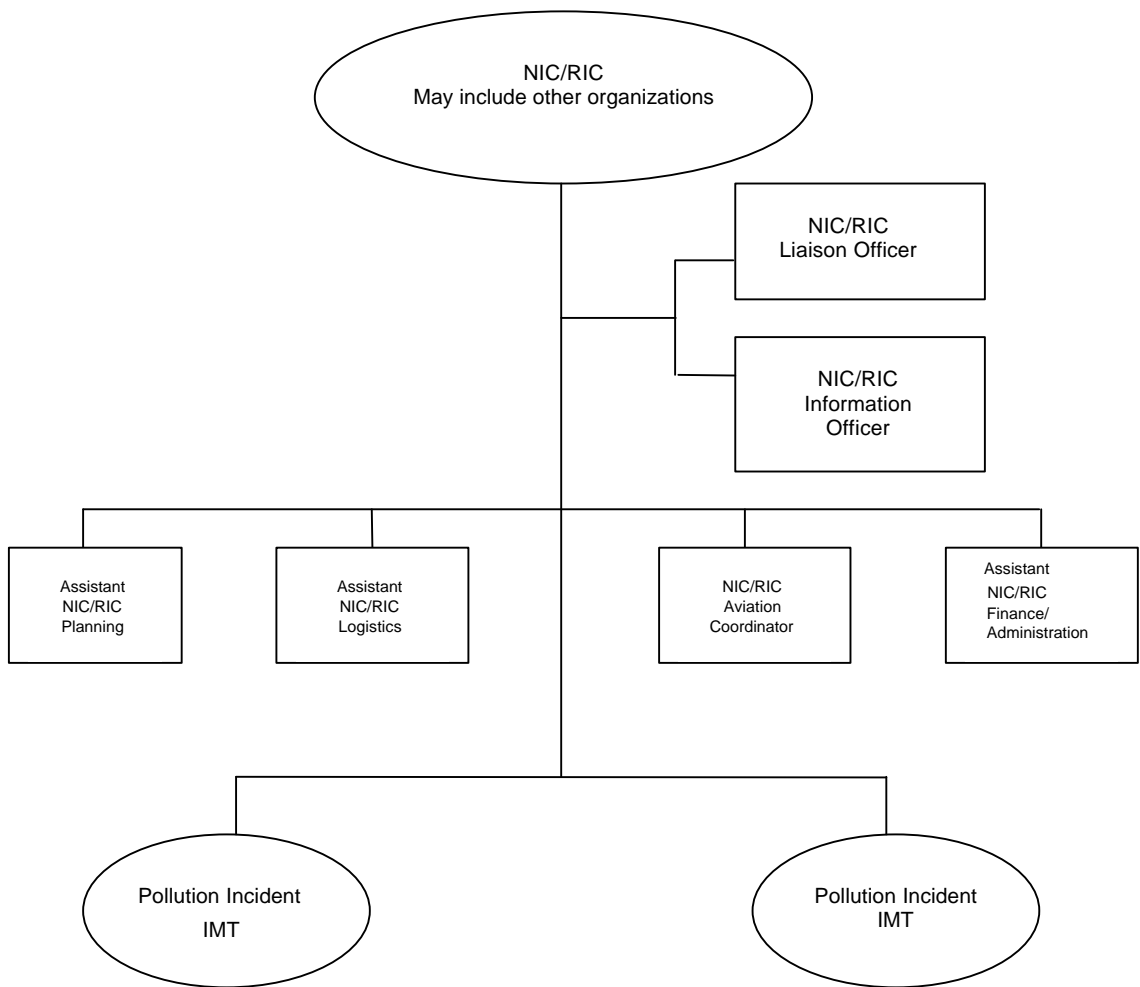 NIC/RIC
May include other organizations
NIC/RIC
Liaison Officer
NIC/RIC
Information
Officer
Assistant
NIC/RIC
Planning
Assistant
NIC/RIC
Logistics
NIC/RIC
Aviation
Coordinator
Assistant
NIC/RIC
Finance/
Administration
Pollution Incident
IMT
Pollution Incident
IMT